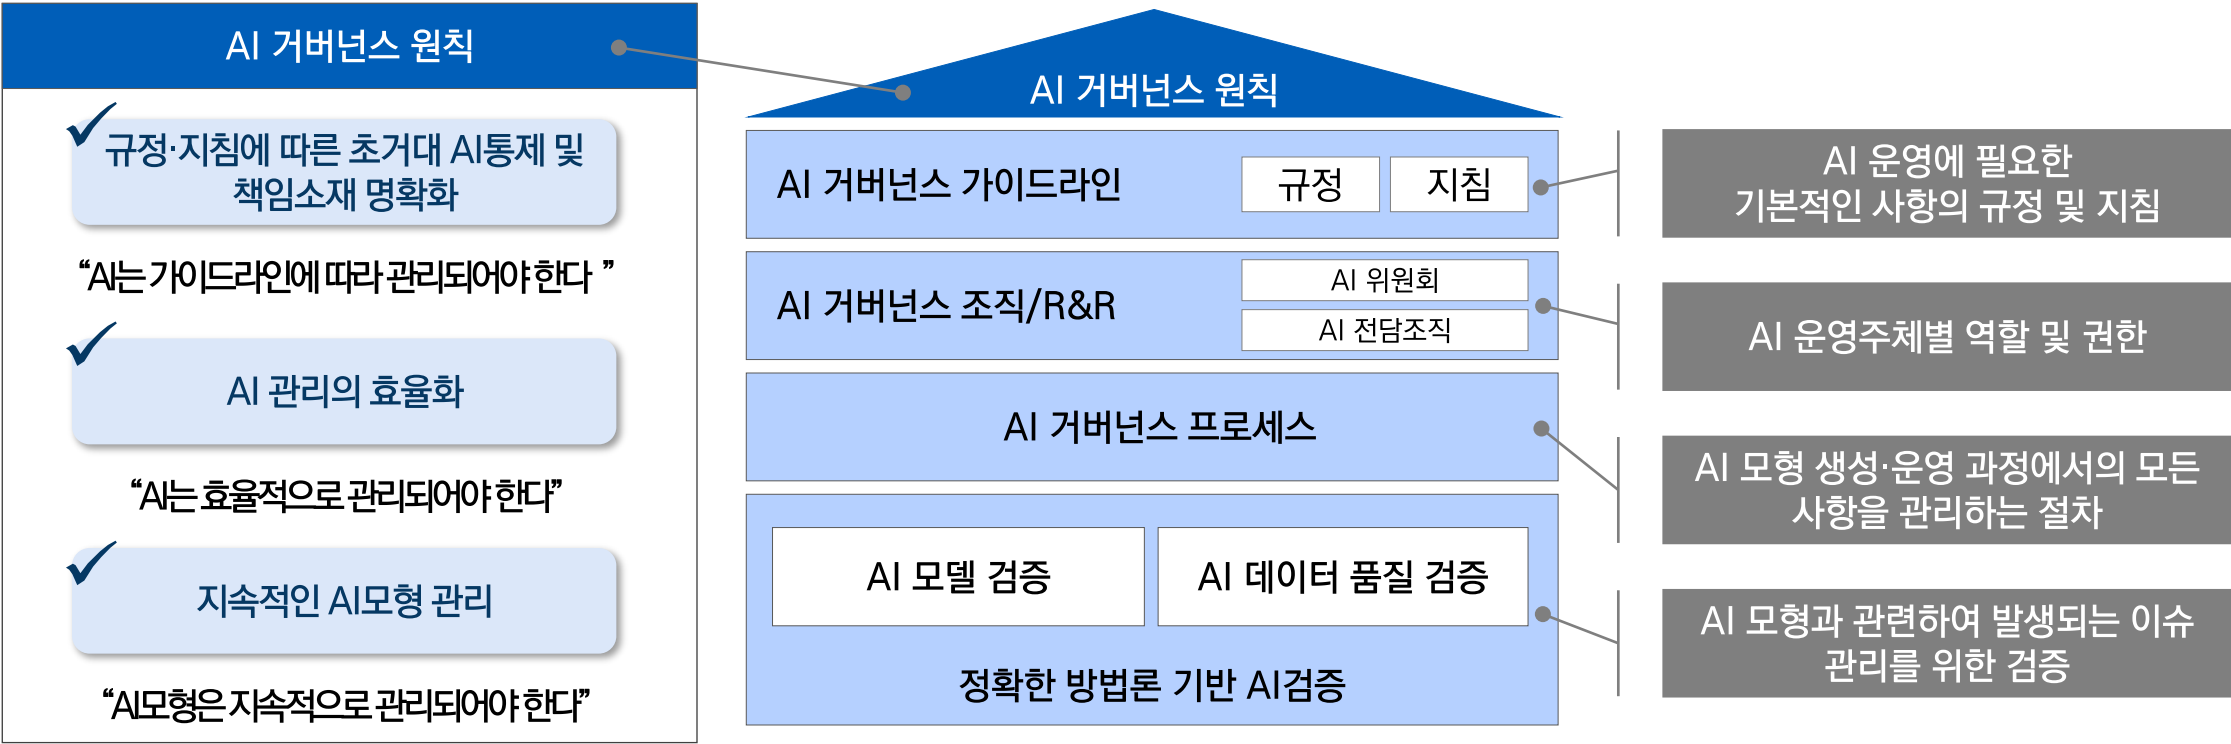 AI 거버넌스 원칙
규정·지침에 따른 초거대 AI통제 및
책임소재 명확화
“AI는 가이드라인에 따라 관리되어야 한다 ”
AI 관리의 효율화
“AI는 효율적으로 관리되어야 한다”
지속적인 AI모형 관리
“AI모형은 지속적으로 관리되어야 한다”
AI 거버넌스 원칙
AI 거버넌스 가이드라인
규정
지침
AI 거버넌스 조직/R&R
AI 위원회
AI 전담조직
AI 거버넌스 프로세스
AI 모델 검증
AI 데이터 품질 검증
정확한 방법론 기반 AI검증
AI 운영에 필요한
기본적인 사항의 규정 및 지침
AI 운영주체별 역할 및 권한
AI 모형 생성·운영 과정에서의 모든
사항을 관리하는 절차
AI 모형과 관련하여 발생되는 이슈
관리를 위한 검증